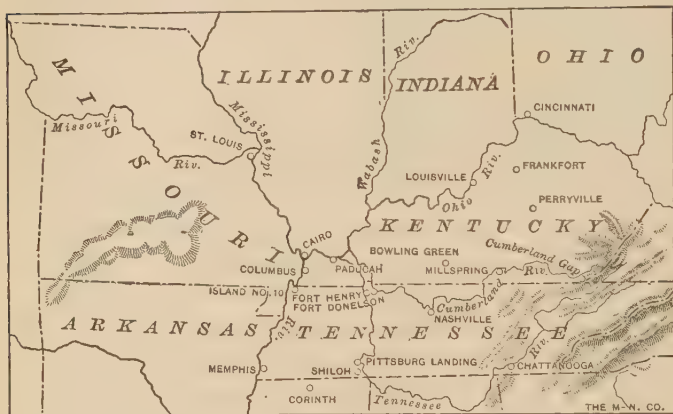 MISSOURI
ILLINOIS
INDIANA
OHIO
Riv.
Wabash
Mississippi
Missouri
Riv.
ST. LOUIS
CINCINNATI
LOUISVILLE
Ohio
Riv.
FRANKFORT
PERRYVILLE
KENTUCKY
CAIRO
COLUMBUS
PADUCAH
BOWLING GREEN
MILLSPRING
Cumberland Gap
Riv.
ISLAND NO. 10
FORT HENRY
FORT DONELSON
Cumberland
NASHVILLE
ARKANSAS
TENNESSEE
Riv.
Riv.
MEMPHIS
PITTSBURG LANDING
SHILOH
CHATTANOOGA
CORINTH
Tennessee
THE M-N. CO.